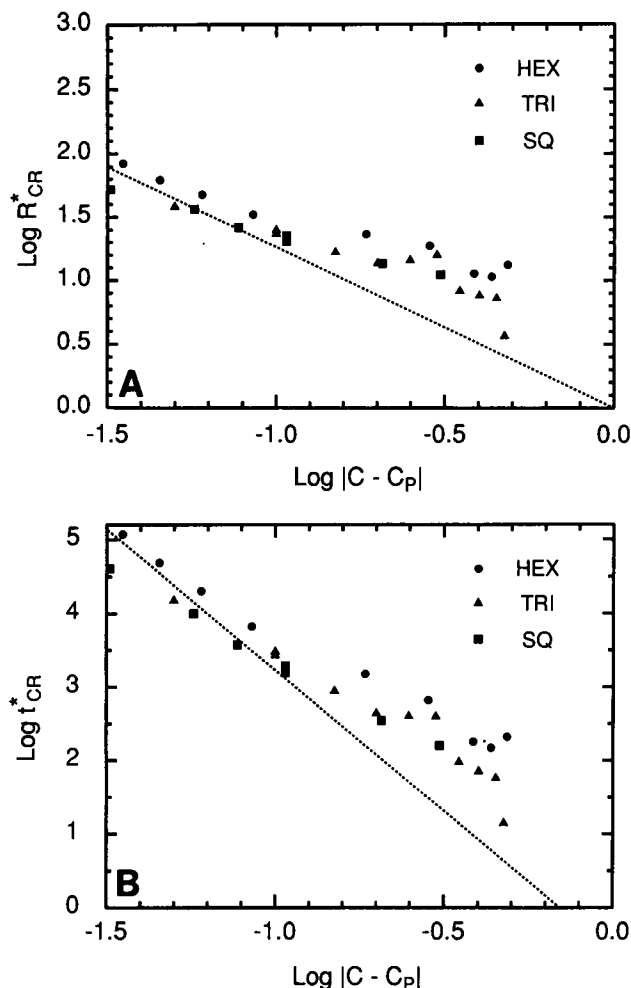 3.0
2.5
2.0
1.5
1.0
0.5
0.0
Log R*CR
HEX
TRI
SQ
A
-1.5 -1.0 -0.5 0.0
Log |C - CP|
5
4
3
2
1
0
Log t*CR
HEX
TRI
SQ
B
-1.5 -1.0 -0.5 0.0
Log |C - CP|